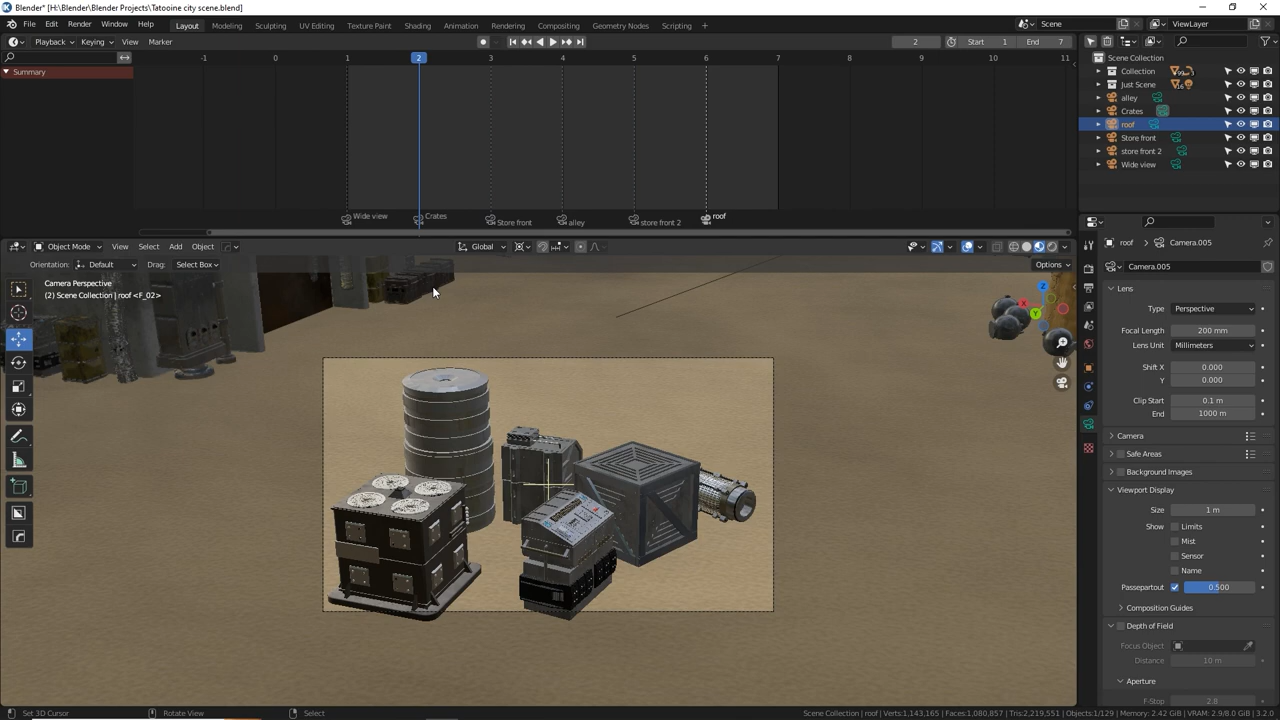 Blender* [H:\Blender\Blender Projects\Tatooine city scene.blend]
File Edit Render Window Help Layout Modeling Sculpting UV Editing Texture Paint Shading Animation Rendering Compositing Geometry Nodes Scripting + Scene ViewLayer
Playback Keying View Marker 2 Start 1 End 7
-1 0 1 2 3 4 5 6 7 8 9 10 11
Summary
Wide view Crates Store front alley store front 2 roof
Scene Collection
Collection
Just Scene
alley
Crates
roof
Store front
store front 2
Wide view
Object Mode View Select Add Object Global
Orientation: Default Drag: Select Box Options
Camera Perspective
(2) Scene Collection | roof <F_02>
roof Camera.005
Camera.005
Lens
Type Perspective
Focal Length 200 mm
Lens Unit Millimeters
Shift X 0.000
Y 0.000
Clip Start 0.1 m
End 1000 m
Camera
Safe Areas
Background Images
Viewport Display
Size 1 m
Show Limits
Mist
Sensor
Name
Passepartout 0.500
Composition Guides
Depth of Field
Focus Object
Distance 10 m
Aperture
F-Stop 2.8
Set 3D Cursor Rotate View Select Scene Collection | roof | Verts:1,143,165 | Faces:1,080,857 | Tris:2,219,551 | Objects:1/129 | Memory: 2.42 GiB | VRAM: 2.9/8.0 GiB | 3.2.0